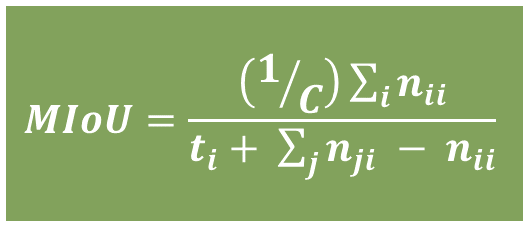 MIoU = (1/C) ∑_i n_ii / t_i + ∑_j n_ji − n_ii